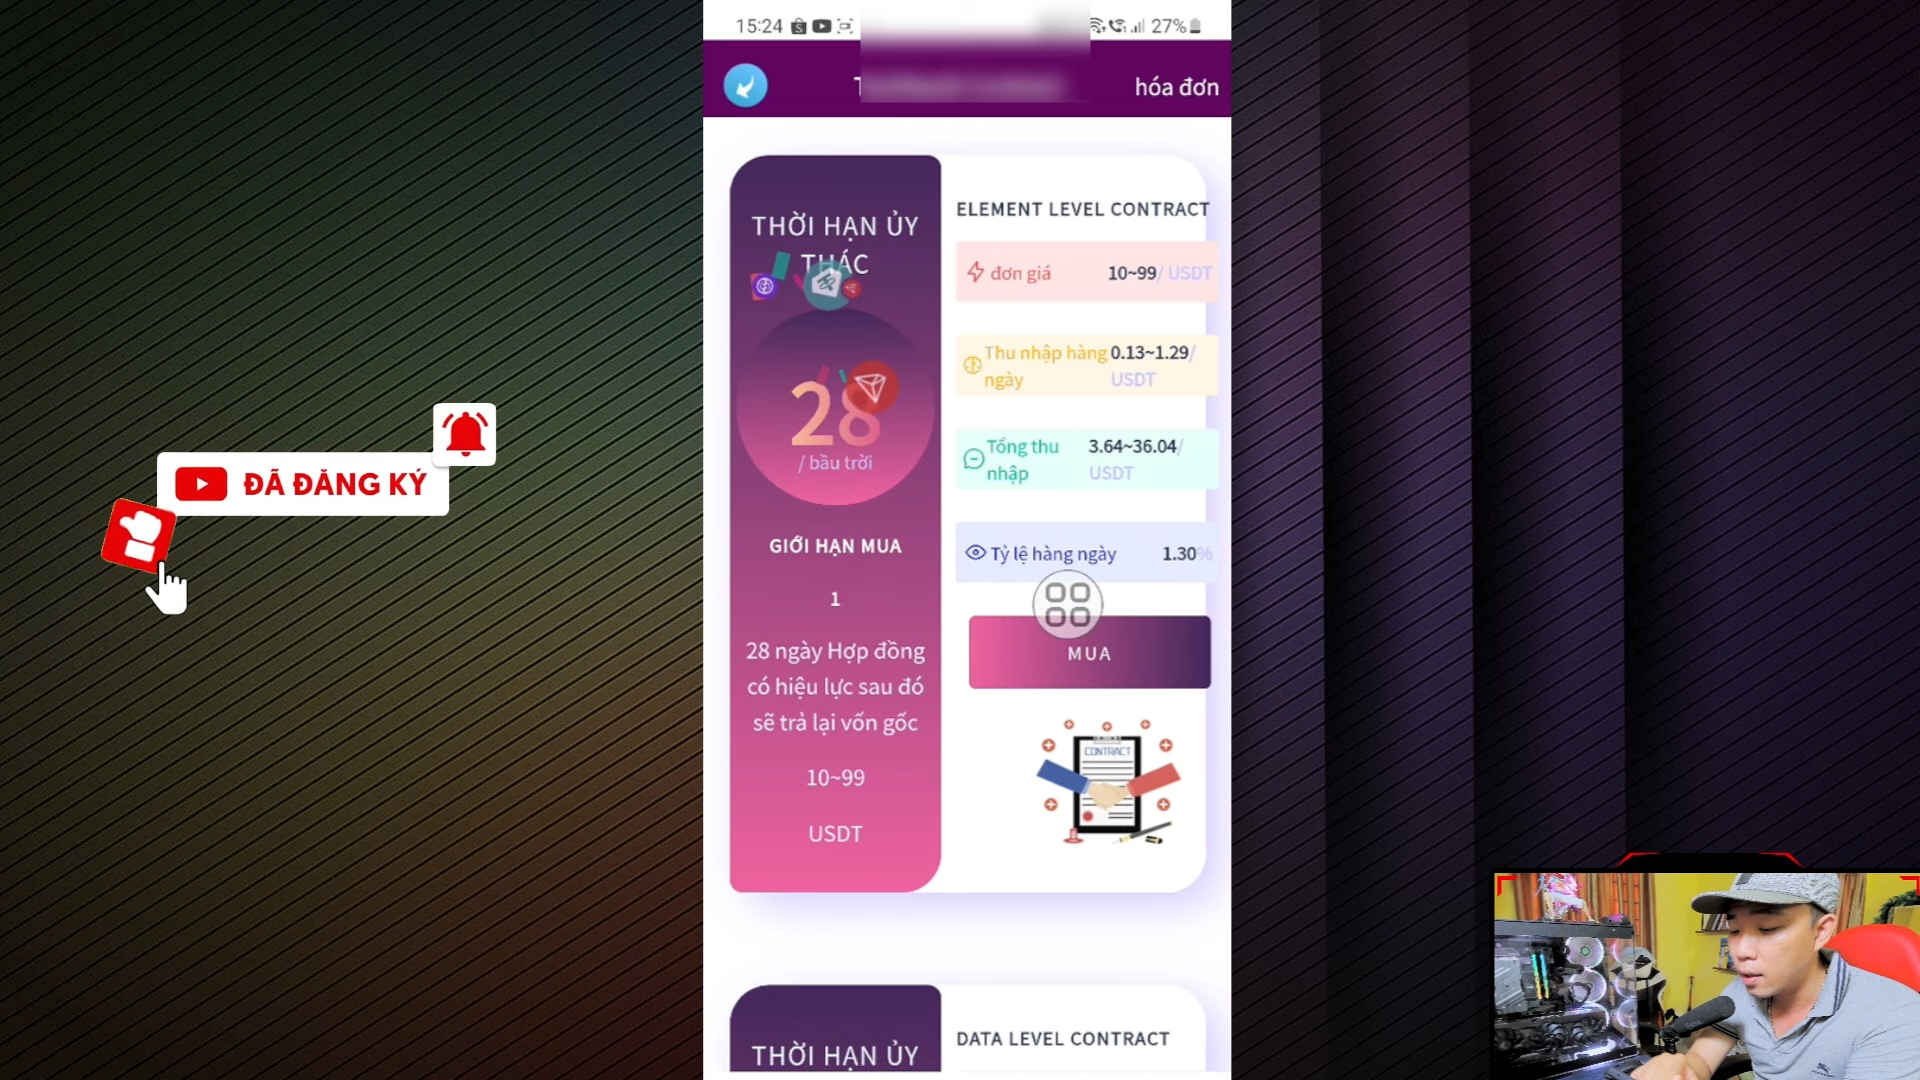 15:24
27%
hóa đơn
THỜI HẠN ỦY
THÁC
28
/ bầu trời
GIỚI HẠN MUA
1
28 ngày Hợp đồng
có hiệu lực sau đó
sẽ trả lại vốn gốc
10~99
USDT
ELEMENT LEVEL CONTRACT
đơn giá 10~99/ USDT
Thu nhập hàng 0.13~1.29/
ngày USDT
Tổng thu 3.64~36.04/
nhập USDT
Tỷ lệ hàng ngày 1.30%
MUA
CONTRACT
THỜI HẠN ỦY
DATA LEVEL CONTRACT
ĐÃ ĐĂNG KÝ